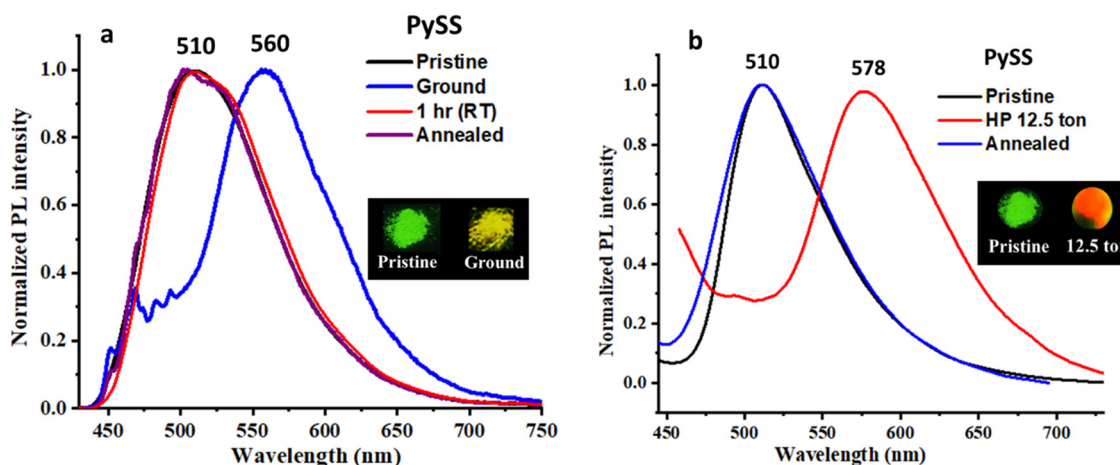 a
PySS
510
560
Pristine
Ground
1 hr (RT)
Annealed
Normalized PL intensity
1.0
0.8
0.6
0.4
0.2
0.0
Pristine Ground
450 500 550 600 650 700 750
Wavelength (nm)
b
PySS
510
578
Pristine
HP 12.5 ton
Annealed
Normalized PL intensity
1.0
0.8
0.6
0.4
0.2
0.0
Pristine 12.5 to
450 500 550 600 650 700
Wavelength (nm)